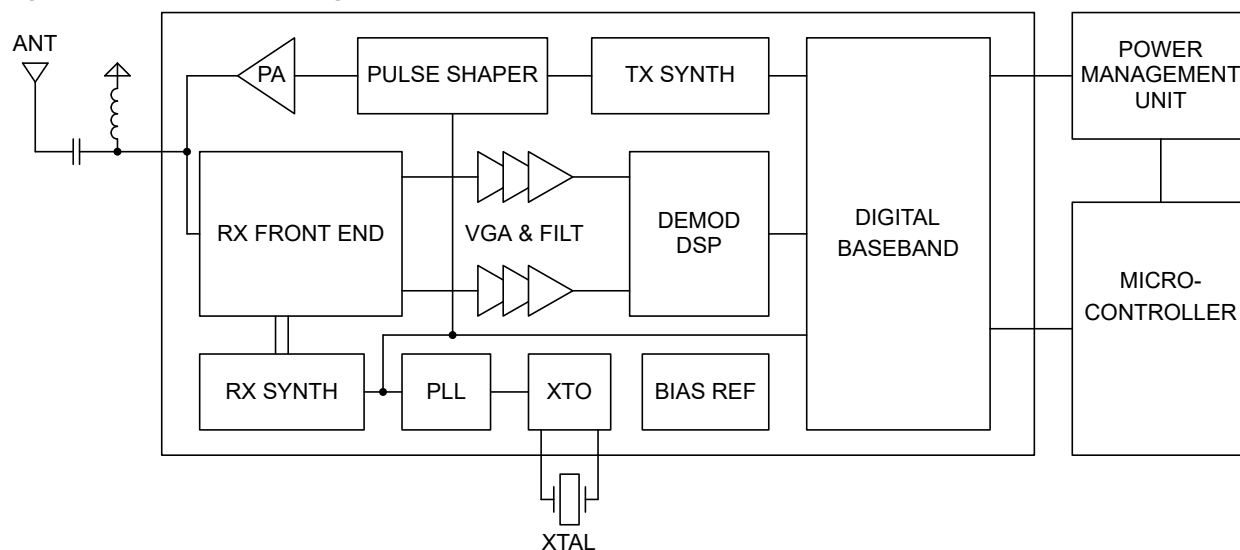 ANT
PA
PULSE SHAPER
TX SYNTH
POWER
MANAGEMENT
UNIT
RX FRONT END
VGA & FILT
DEMOD
DSP
DIGITAL
BASEBAND
MICRO-
CONTROLLER
RX SYNTH
PLL
XTO
BIAS REF
XTAL